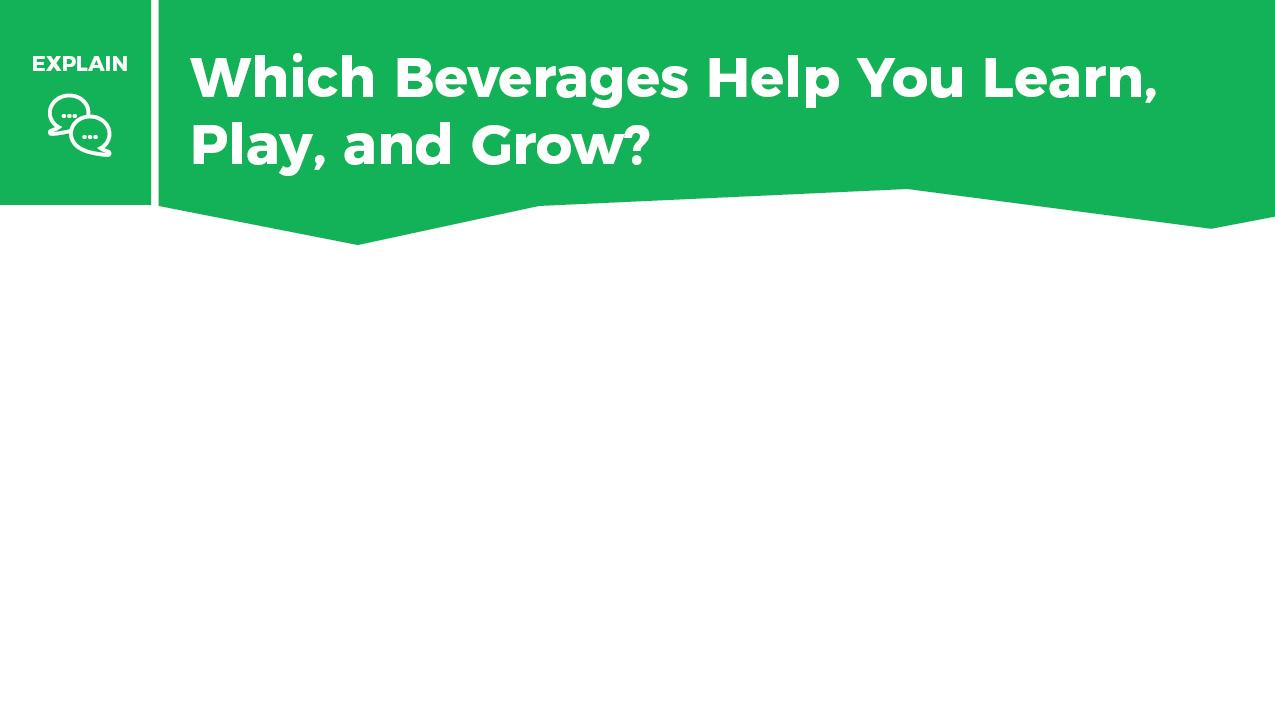 EXPLAIN
Which Beverages Help You Learn,
Play, and Grow?